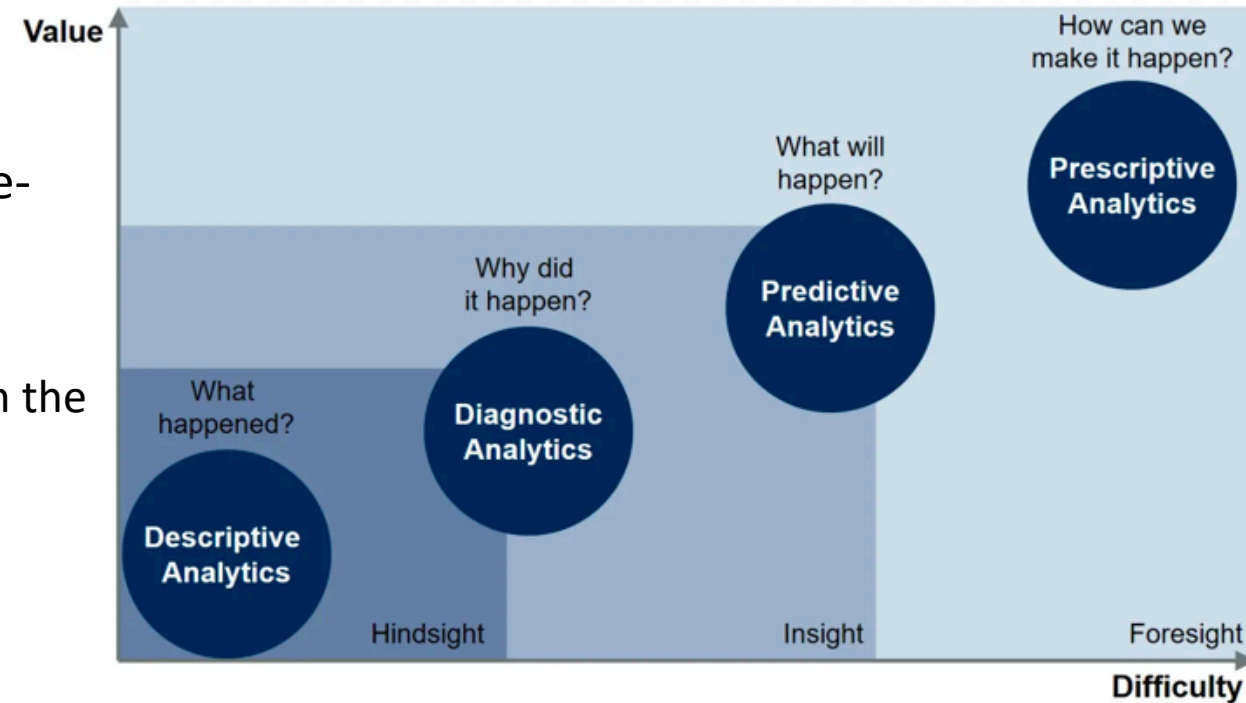 Value
How can we
make it happen?
Prescriptive
Analytics
What will
happen?
Predictive
Analytics
Why did
it happen?
Diagnostic
Analytics
What
happened?
Descriptive
Analytics
Hindsight
Insight
Foresight
Difficulty
e-
the